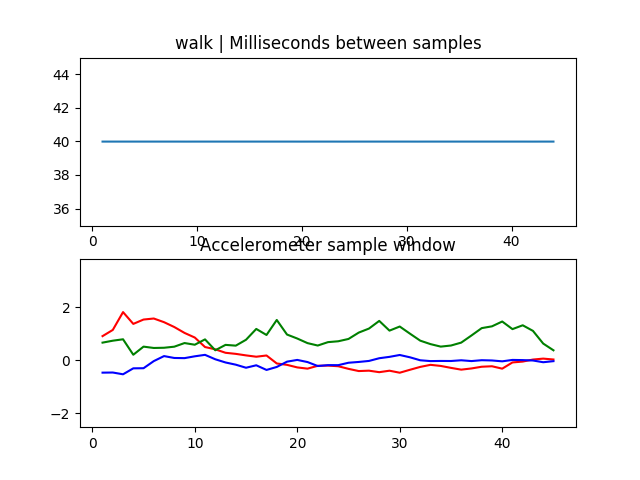 walk | Milliseconds between samples
44
42
40
38
36
0 10 20 30 40
Accelerometer sample window
2
0
−2
0 10 20 30 40